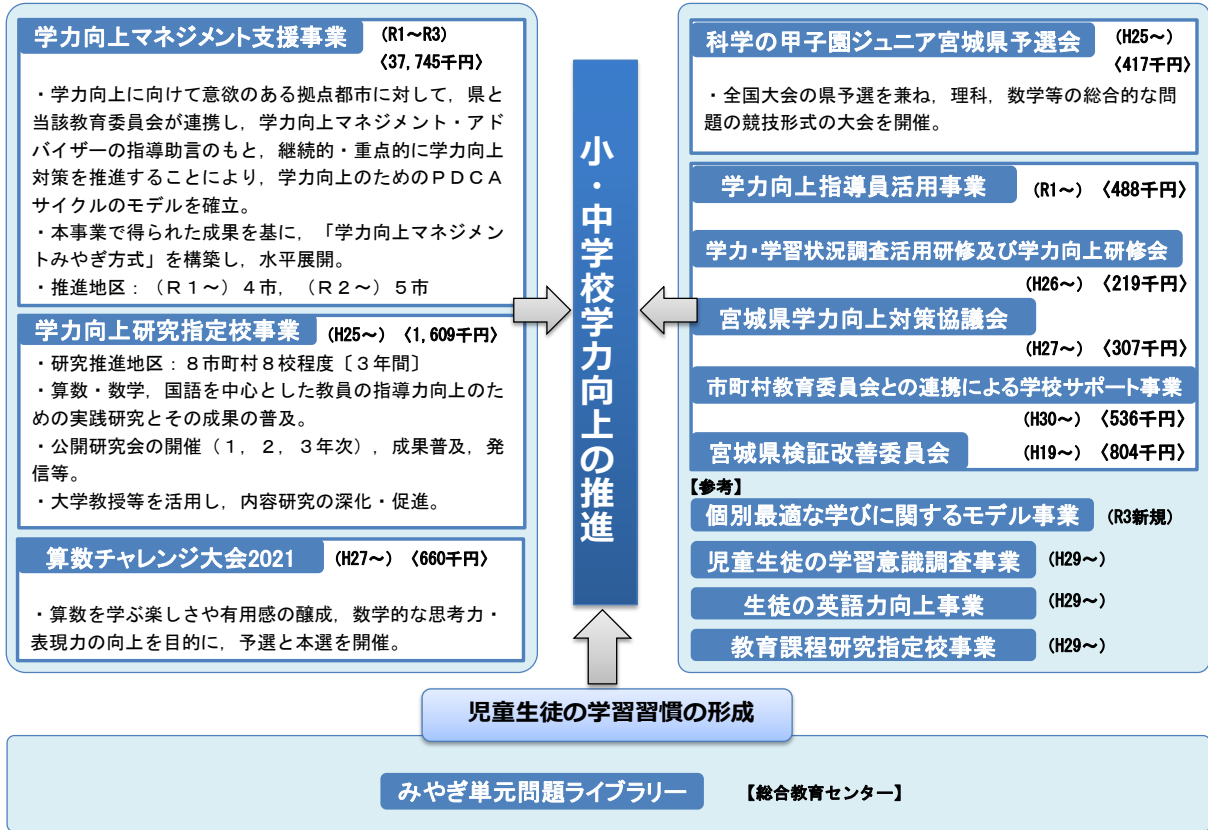 学力向上マネジメント支援事業 (R1～R3)
〈37,745千円〉
・学力向上に向けて意欲のある拠点都市に対して，県と
当該教育委員会が連携し，学力向上マネジメント・アド
バイザーの指導助言のもと，継続的・重点的に学力向上
対策を推進することにより，学力向上のためのＰＤＣＡ
サイクルのモデルを確立。
・本事業で得られた成果を基に，「学力向上マネジメン
トみやぎ方式」を構築し，水平展開。
・推進地区：（Ｒ１～）４市，（Ｒ２～）５市
学力向上研究指定校事業 (H25～) 〈1,609千円〉
・研究推進地区：８市町村８校程度〔３年間〕
・算数・数学，国語を中心とした教員の指導力向上のた
めの実践研究とその成果の普及。
・公開研究会の開催（１，２，３年次），成果普及，発
信等。
・大学教授等を活用し，内容研究の深化・促進。
算数チャレンジ大会2021 (H27～) 〈660千円〉
・算数を学ぶ楽しさや有用感の醸成，数学的な思考力・
表現力の向上を目的に，予選と本選を開催。
小・中学校学力向上の推進
科学の甲子園ジュニア宮城県予選会 (H25～)
〈417千円〉
・全国大会の県予選を兼ね，理科，数学等の総合的な問
題の競技形式の大会を開催。
学力向上指導員活用事業 (R1～) 〈488千円〉
学力・学習状況調査活用研修及び学力向上研修会
(H26～) 〈219千円〉
宮城県学力向上対策協議会
(H27～) 〈307千円〉
市町村教育委員会との連携による学校サポート事業
(H30～) 〈536千円〉
宮城県検証改善委員会 (H19～) 〈804千円〉
【参考】
個別最適な学びに関するモデル事業 (R3新規)
児童生徒の学習意識調査事業 (H29～)
生徒の英語力向上事業 (H29～)
教育課程研究指定校事業 (H29～)
児童生徒の学習習慣の形成
みやぎ単元問題ライブラリー 【総合教育センター】